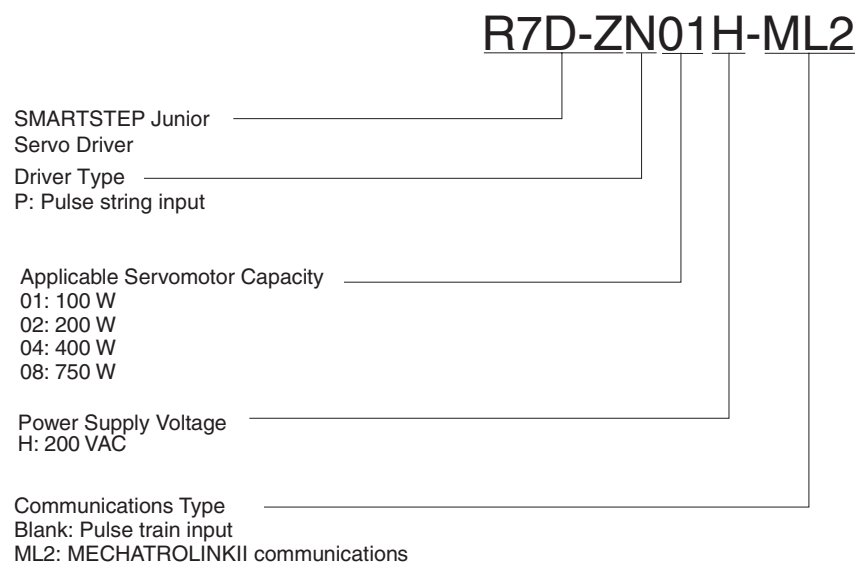 R7D-ZN01H-ML2
SMARTSTEP Junior
Servo Driver
Driver Type
P: Pulse string input
Applicable Servomotor Capacity
01: 100 W
02: 200 W
04: 400 W
08: 750 W
Power Supply Voltage
H: 200 VAC
Communications Type
Blank: Pulse train input
ML2: MECHATROLINKII communications